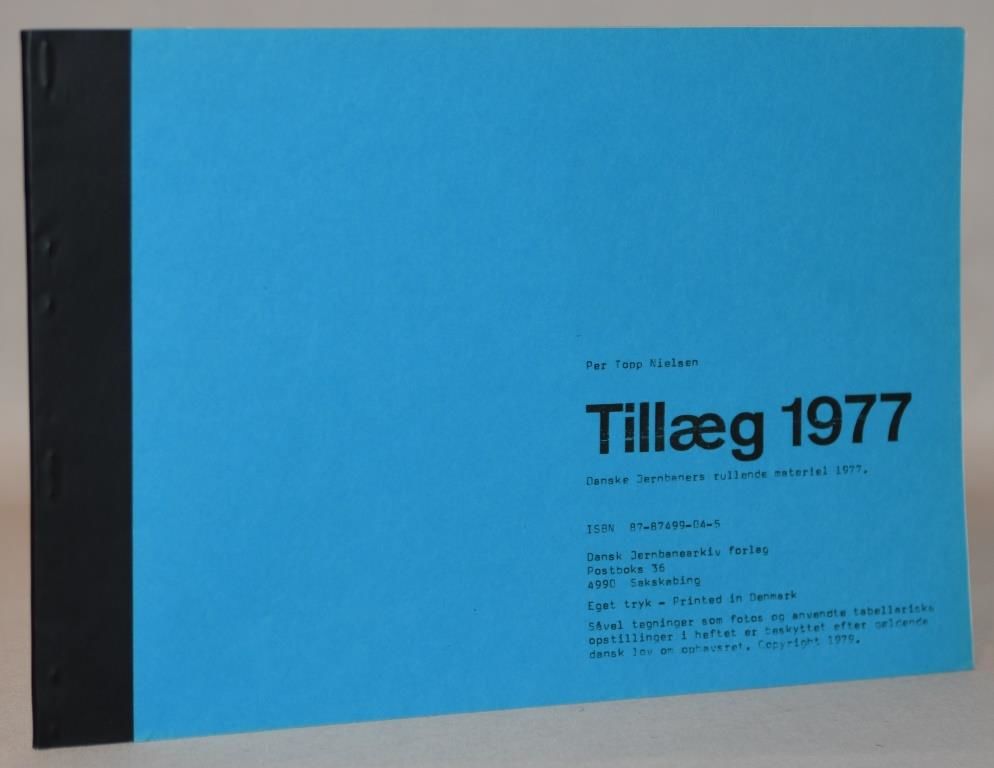 Per Topp Nielsen
Tillæg 1977
Danske Jernbaners rullende materiel 1977.
ISBN 87-87499-04-5
Dansk Jernbanearkiv forlag
Postboks 36
4990 Sakskøbing
Eget tryk - Printed in Denmark
Såvel tegninger som fotos og anvendte tabellariske
opstillinger i heftet er beskyttet efter gældende
dansk lov om ophavsret. Copyright 1979.